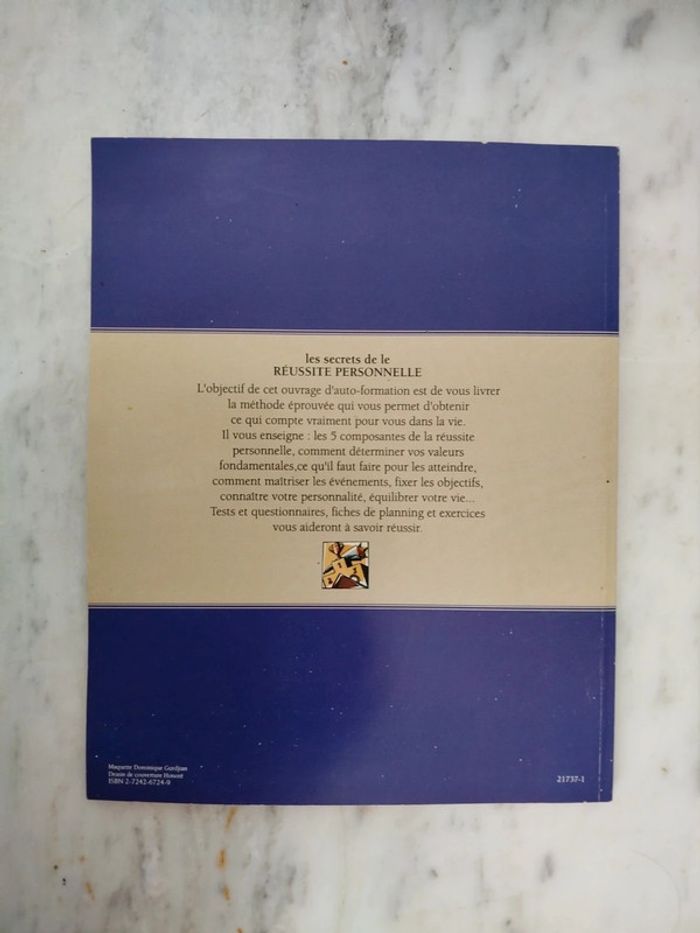 les secrets de le
RÉUSSITE PERSONNELLE
L'objectif de cet ouvrage d'auto-formation est de vous livrer
la méthode éprouvée qui vous permet d'obtenir
ce qui compte vraiment pour vous dans la vie.
Il vous enseigne : les 5 composantes de la réussite
personnelle, comment déterminer vos valeurs
fondamentales,ce qu'il faut faire pour les atteindre,
comment maîtriser les événements, fixer les objectifs,
connaître votre personnalité, équilibrer votre vie...
Tests et questionnaires, fiches de planning et exercices
vous aideront à savoir réussir.
Maquette Dominique
Dessin de couverture
ISBN 2-7242-6724-9
21737-1